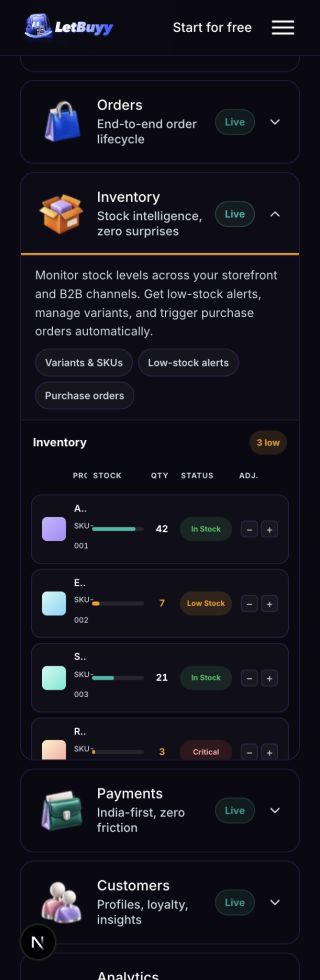 LetBuyy
Start for free
Orders
End-to-end order
lifecycle
Live
Inventory
Stock intelligence,
zero surprises
Live
Monitor stock levels across your storefront
and B2B channels. Get low-stock alerts,
manage variants, and trigger purchase
orders automatically.
Variants & SKUs
Low-stock alerts
Purchase orders
Inventory
3 low
PRO STOCK QTY STATUS ADJ.
A..
SKU-
001
42
In Stock
− +
E..
SKU-
002
7
Low Stock
− +
S..
SKU-
003
21
In Stock
− +
R..
SKU-
3
Critical
− +
Payments
India-first, zero
friction
Live
Customers
Profiles, loyalty,
insights
Live
N
Analytics